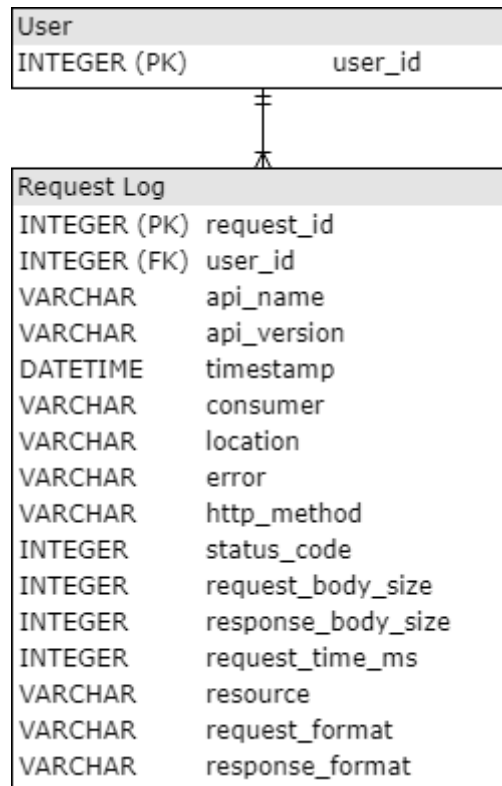 User
INTEGER (PK) user_id
Request Log
INTEGER (PK) request_id
INTEGER (FK) user_id
VARCHAR api_name
VARCHAR api_version
DATETIME timestamp
VARCHAR consumer
VARCHAR location
VARCHAR error
VARCHAR http_method
INTEGER status_code
INTEGER request_body_size
INTEGER response_body_size
INTEGER request_time_ms
VARCHAR resource
VARCHAR request_format
VARCHAR response_format